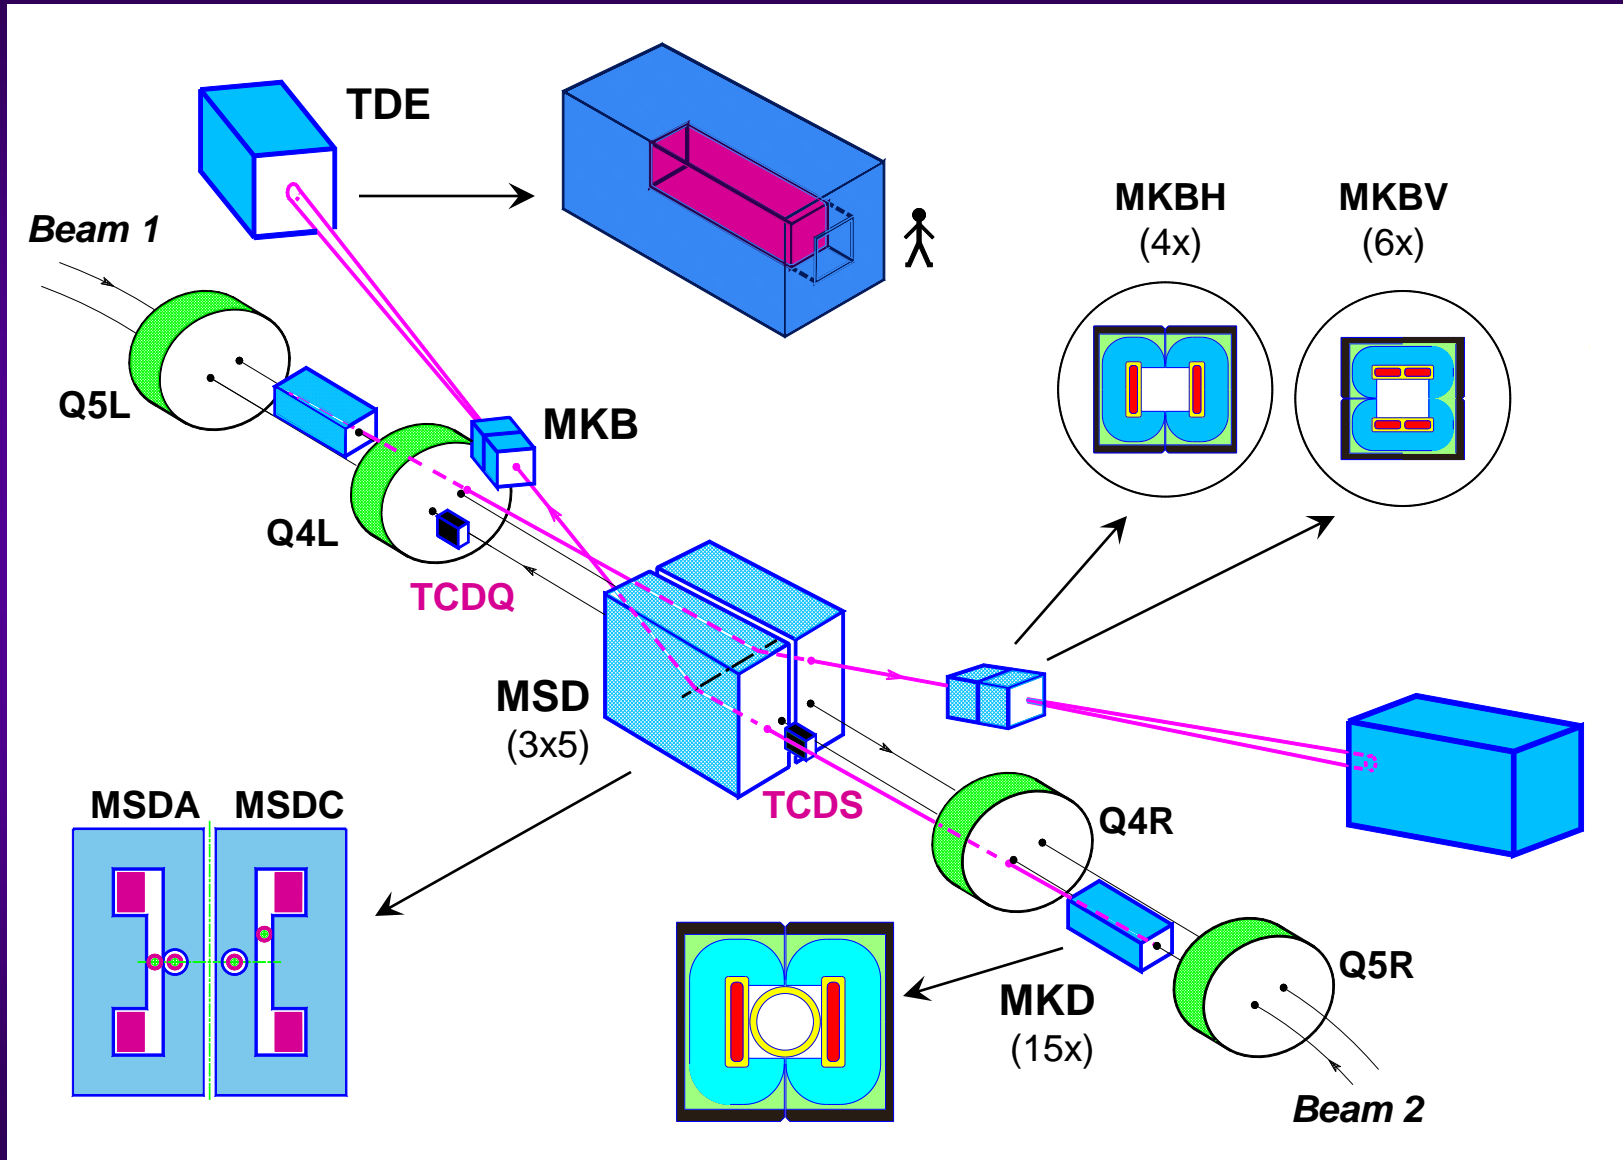 TDE
MKBH
(4x)
MKBV
(6x)
Beam 1
Q5L
MKB
Q4L
TCDQ
MSD
(3x5)
TCDS
MSDA
MSDC
Q4R
Q5R
MKD
(15x)
Beam 2